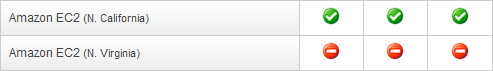 Amazon EC2 (N. California)
Amazon EC2 (N. Virginia)